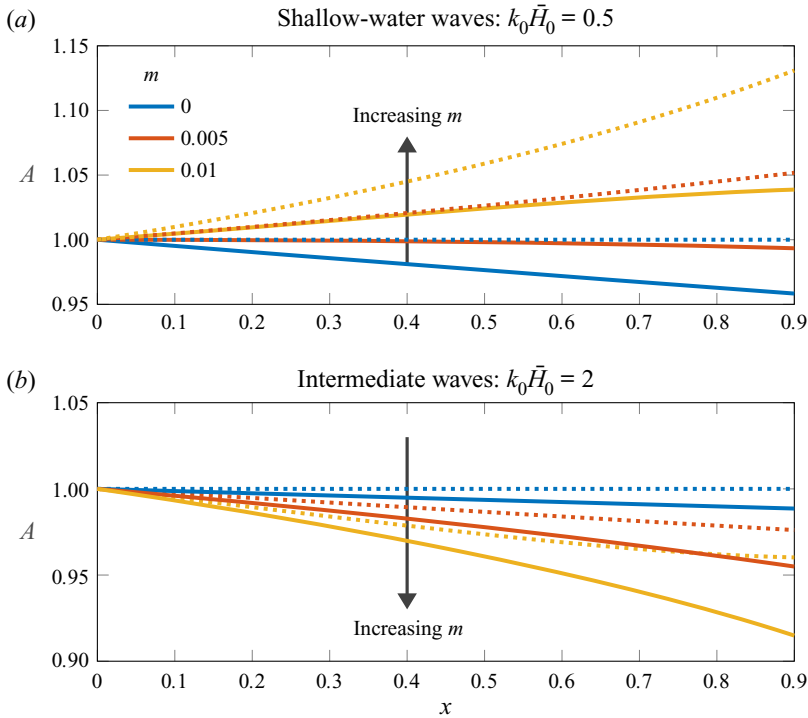 (a) Shallow-water waves: k₀H̄₀ = 0.5
1.15
1.10
1.05
1.00
0.95
A
m
0
0.005
0.01
Increasing m
0 0.1 0.2 0.3 0.4 0.5 0.6 0.7 0.8 0.9
(b) Intermediate waves: k₀H̄₀ = 2
1.05
1.00
0.95
0.90
A
Increasing m
0 0.1 0.2 0.3 0.4 0.5 0.6 0.7 0.8 0.9
x